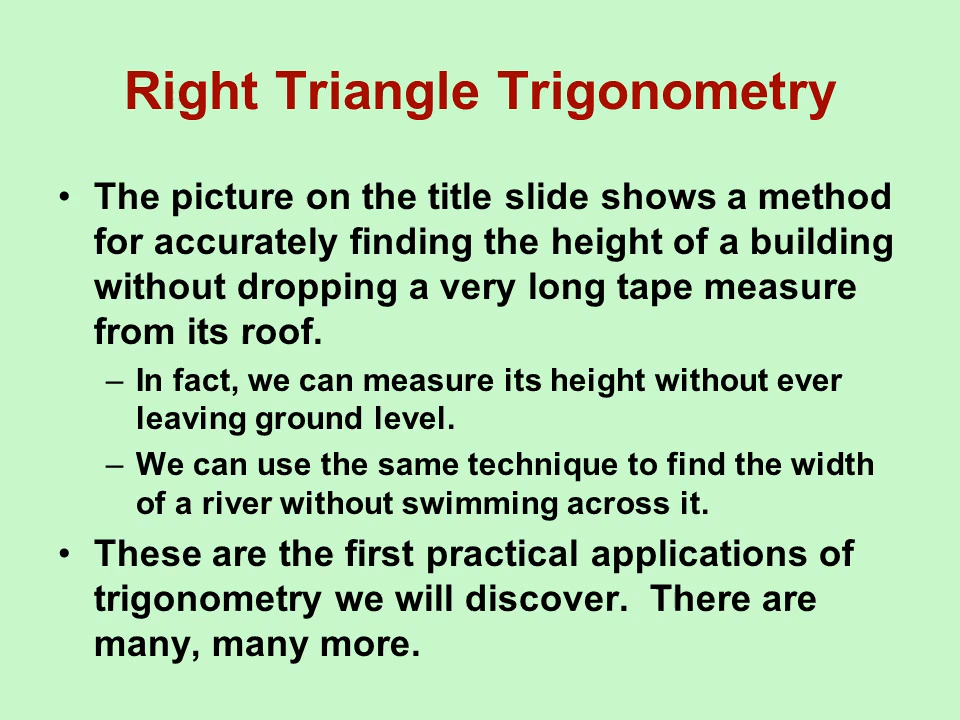 Right Triangle Trigonometry
• The picture on the title slide shows a method
for accurately finding the height of a building
without dropping a very long tape measure
from its roof.
– In fact, we can measure its height without ever
leaving ground level.
– We can use the same technique to find the width
of a river without swimming across it.
• These are the first practical applications of
trigonometry we will discover.  There are
many, many more.